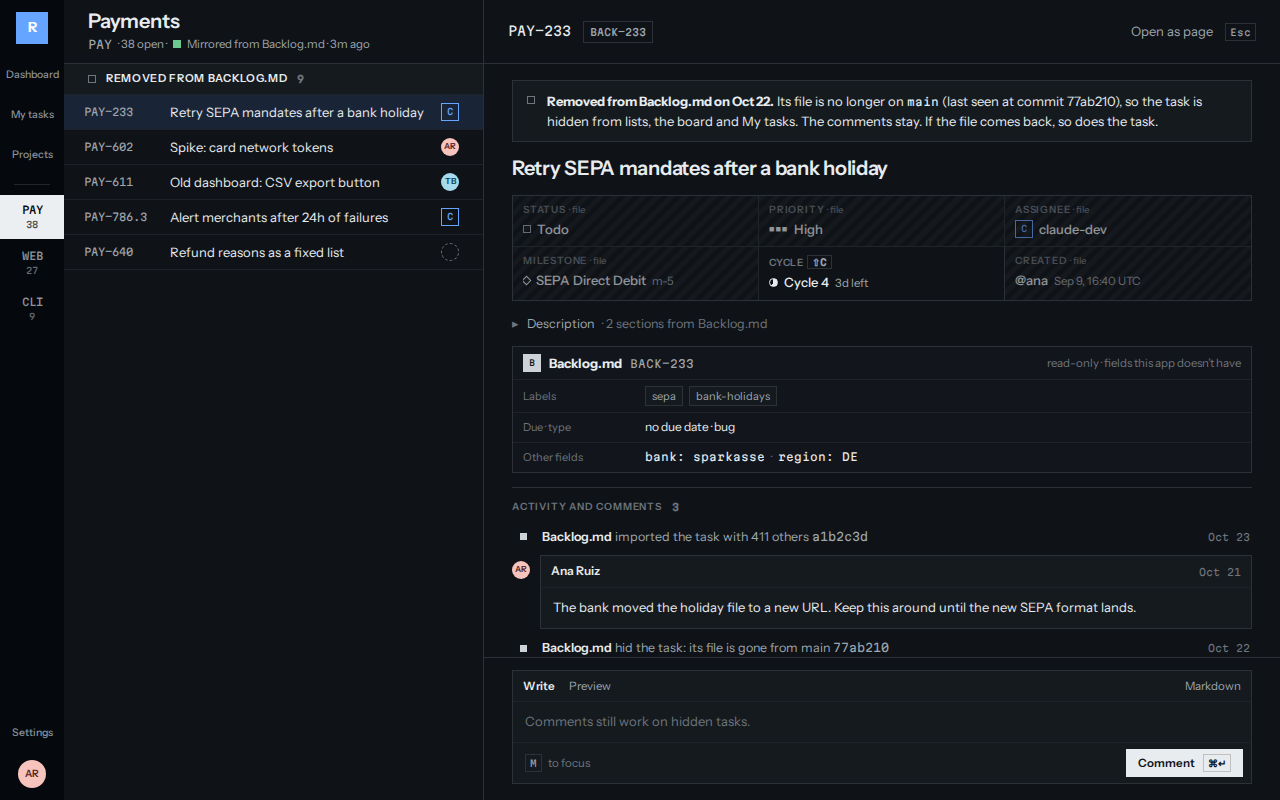 R
Dashboard
My tasks
Projects
PAY
38
WEB
27
CLI
9
Settings
AR
Payments
PAY · 38 open · Mirrored from Backlog.md · 3m ago
REMOVED FROM BACKLOG.MD 9
PAY-233 Retry SEPA mandates after a bank holiday C
PAY-602 Spike: card network tokens AR
PAY-611 Old dashboard: CSV export button TB
PAY-786.3 Alert merchants after 24h of failures C
PAY-640 Refund reasons as a fixed list
PAY-233 BACK-233 Open as page Esc
Removed from Backlog.md on Oct 22. Its file is no longer on main (last seen at commit 77ab210), so the task is
hidden from lists, the board and My tasks. The comments stay. If the file comes back, so does the task.
Retry SEPA mandates after a bank holiday
STATUS · file PRIORITY · file ASSIGNEE · file
Todo High C claude-dev
MILESTONE · file CYCLE ⇧C CREATED · file
SEPA Direct Debit m-5 Cycle 4 3d left @ana Sep 9, 16:40 UTC
▸ Description · 2 sections from Backlog.md
B Backlog.md BACK-233 read-only · fields this app doesn't have
Labels sepa bank-holidays
Due · type no due date · bug
Other fields bank: sparkasse · region: DE
ACTIVITY AND COMMENTS 3
Backlog.md imported the task with 411 others a1b2c3d Oct 23
AR Ana Ruiz Oct 21
The bank moved the holiday file to a new URL. Keep this around until the new SEPA format lands.
Backlog.md hid the task: its file is gone from main 77ab210 Oct 22
Write Preview Markdown
Comments still work on hidden tasks.
M to focus Comment ⌘↵